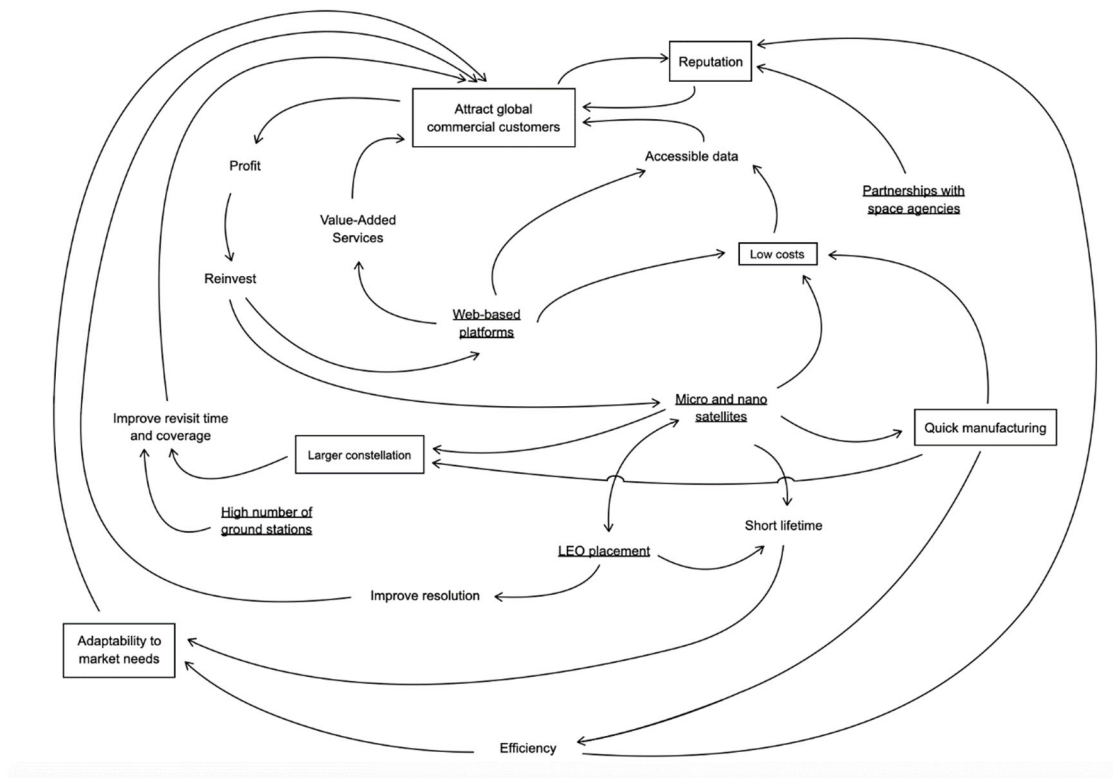 Reputation
Attract global
commercial customers
Accessible data
Profit
Partnerships with
space agencies
Value-Added
Services
Low costs
Reinvest
Web-based
platforms
Micro and nano
satellites
Improve revisit time
and coverage
Quick manufacturing
Larger constellation
High number of
ground stations
Short lifetime
LEO placement
Improve resolution
Adaptability to
market needs
Efficiency